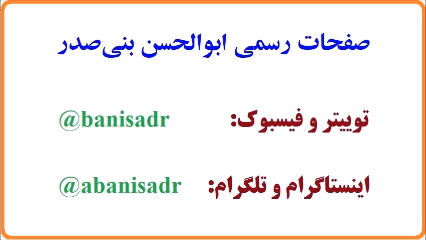 صفحات رسمی ابوالحسن بنی‌صدر
توییتر و فیسبوک: @banisadr
اینستاگرام و تلگرام: @abanisadr